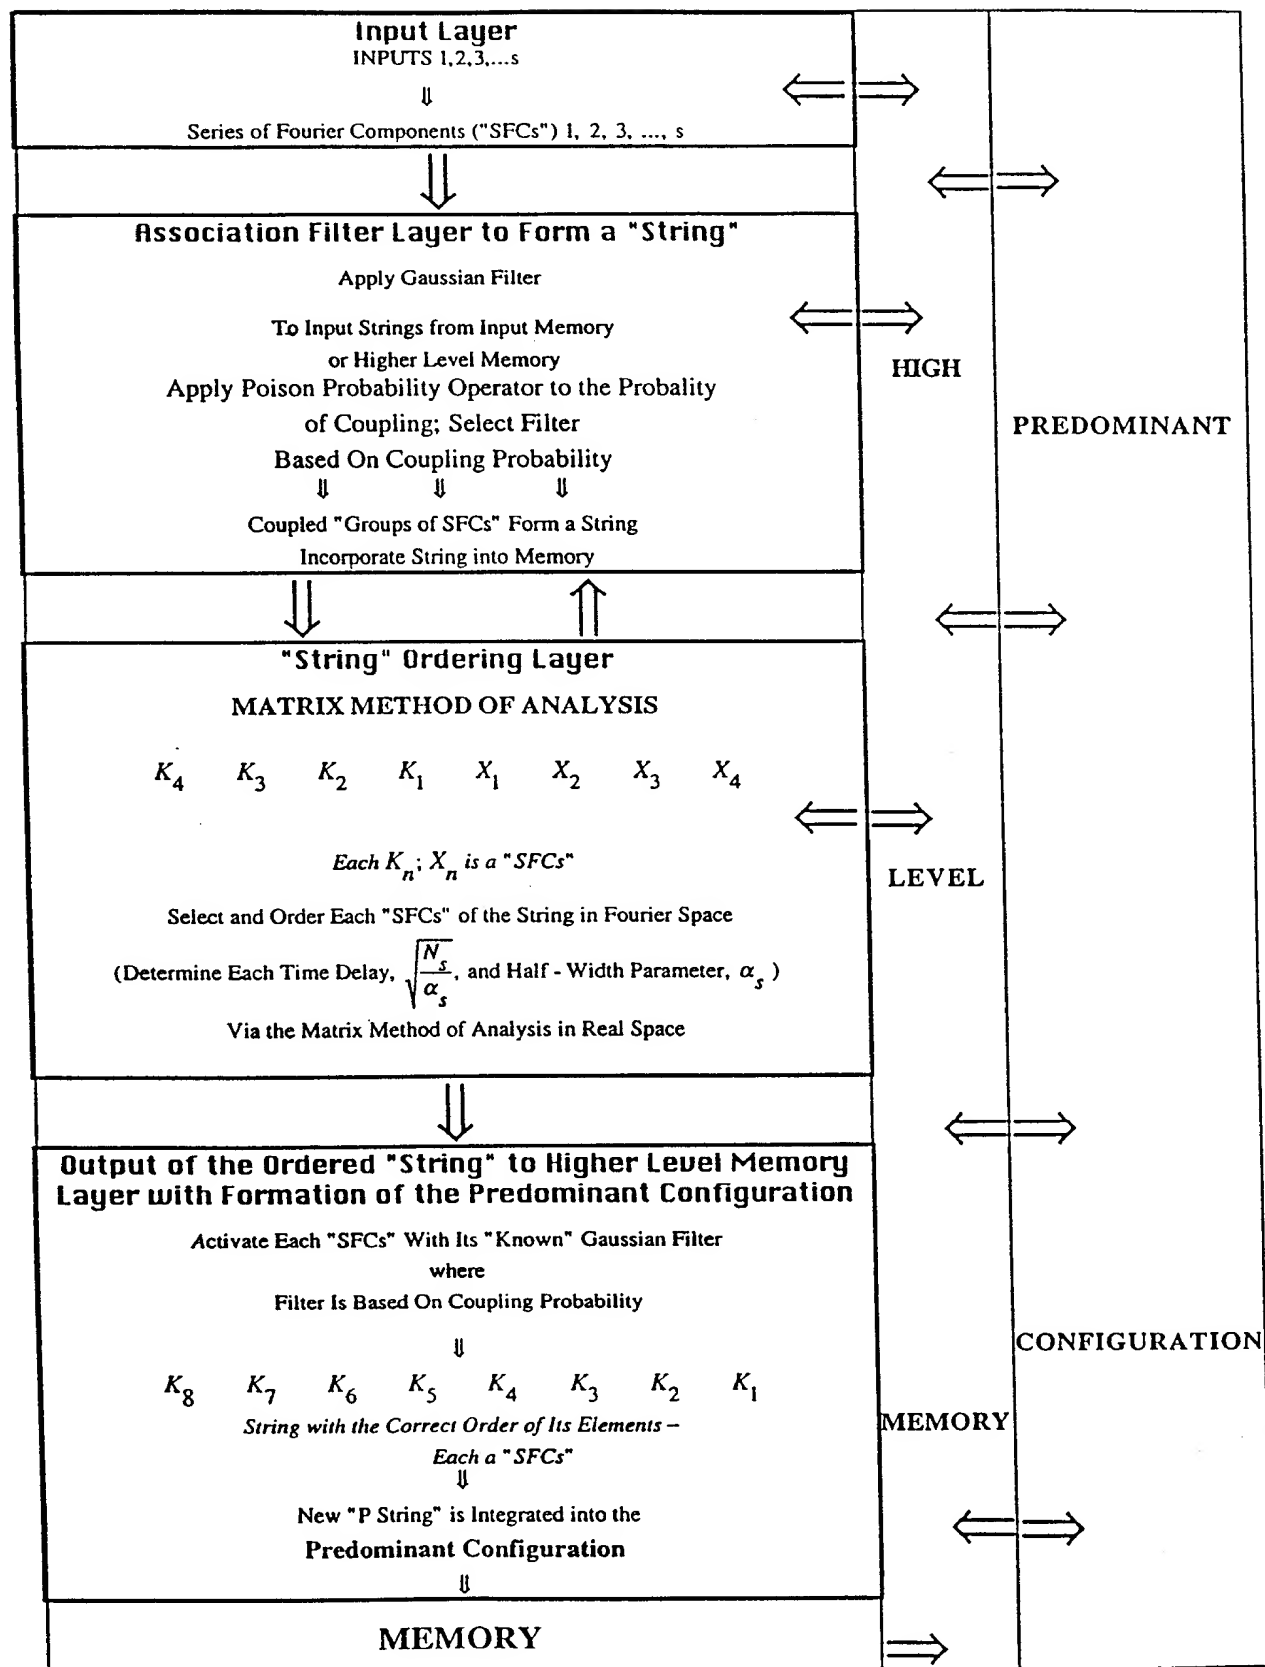 Input Layer
INPUTS 1,2,3,...s
⇓
Series of Fourier Components ("SFCs") 1, 2, 3, ..., s
Association Filter Layer to Form a "String"
Apply Gaussian Filter
To Input Strings from Input Memory
or Higher Level Memory
Apply Poison Probability Operator to the Probality
of Coupling; Select Filter
Based On Coupling Probability
⇓ ⇓ ⇓
Coupled "Groups of SFCs" Form a String
Incorporate String into Memory
"String" Ordering Layer
MATRIX METHOD OF ANALYSIS
K4 K3 K2 K1 X1 X2 X3 X4
Each Kn; Xn is a "SFCs"
Select and Order Each "SFCs" of the String in Fourier Space
(Determine Each Time Delay, √(Ns/αs), and Half - Width Parameter, αs )
Via the Matrix Method of Analysis in Real Space
Output of the Ordered "String" to Higher Level Memory
Layer with Formation of the Predominant Configuration
Activate Each "SFCs" With Its "Known" Gaussian Filter
where
Filter Is Based On Coupling Probability
⇓
K8 K7 K6 K5 K4 K3 K2 K1
String with the Correct Order of Its Elements –
Each a "SFCs"
⇓
New "P String" is Integrated into the
Predominant Configuration
⇓
MEMORY
HIGH
LEVEL
MEMORY
PREDOMINANT
CONFIGURATION